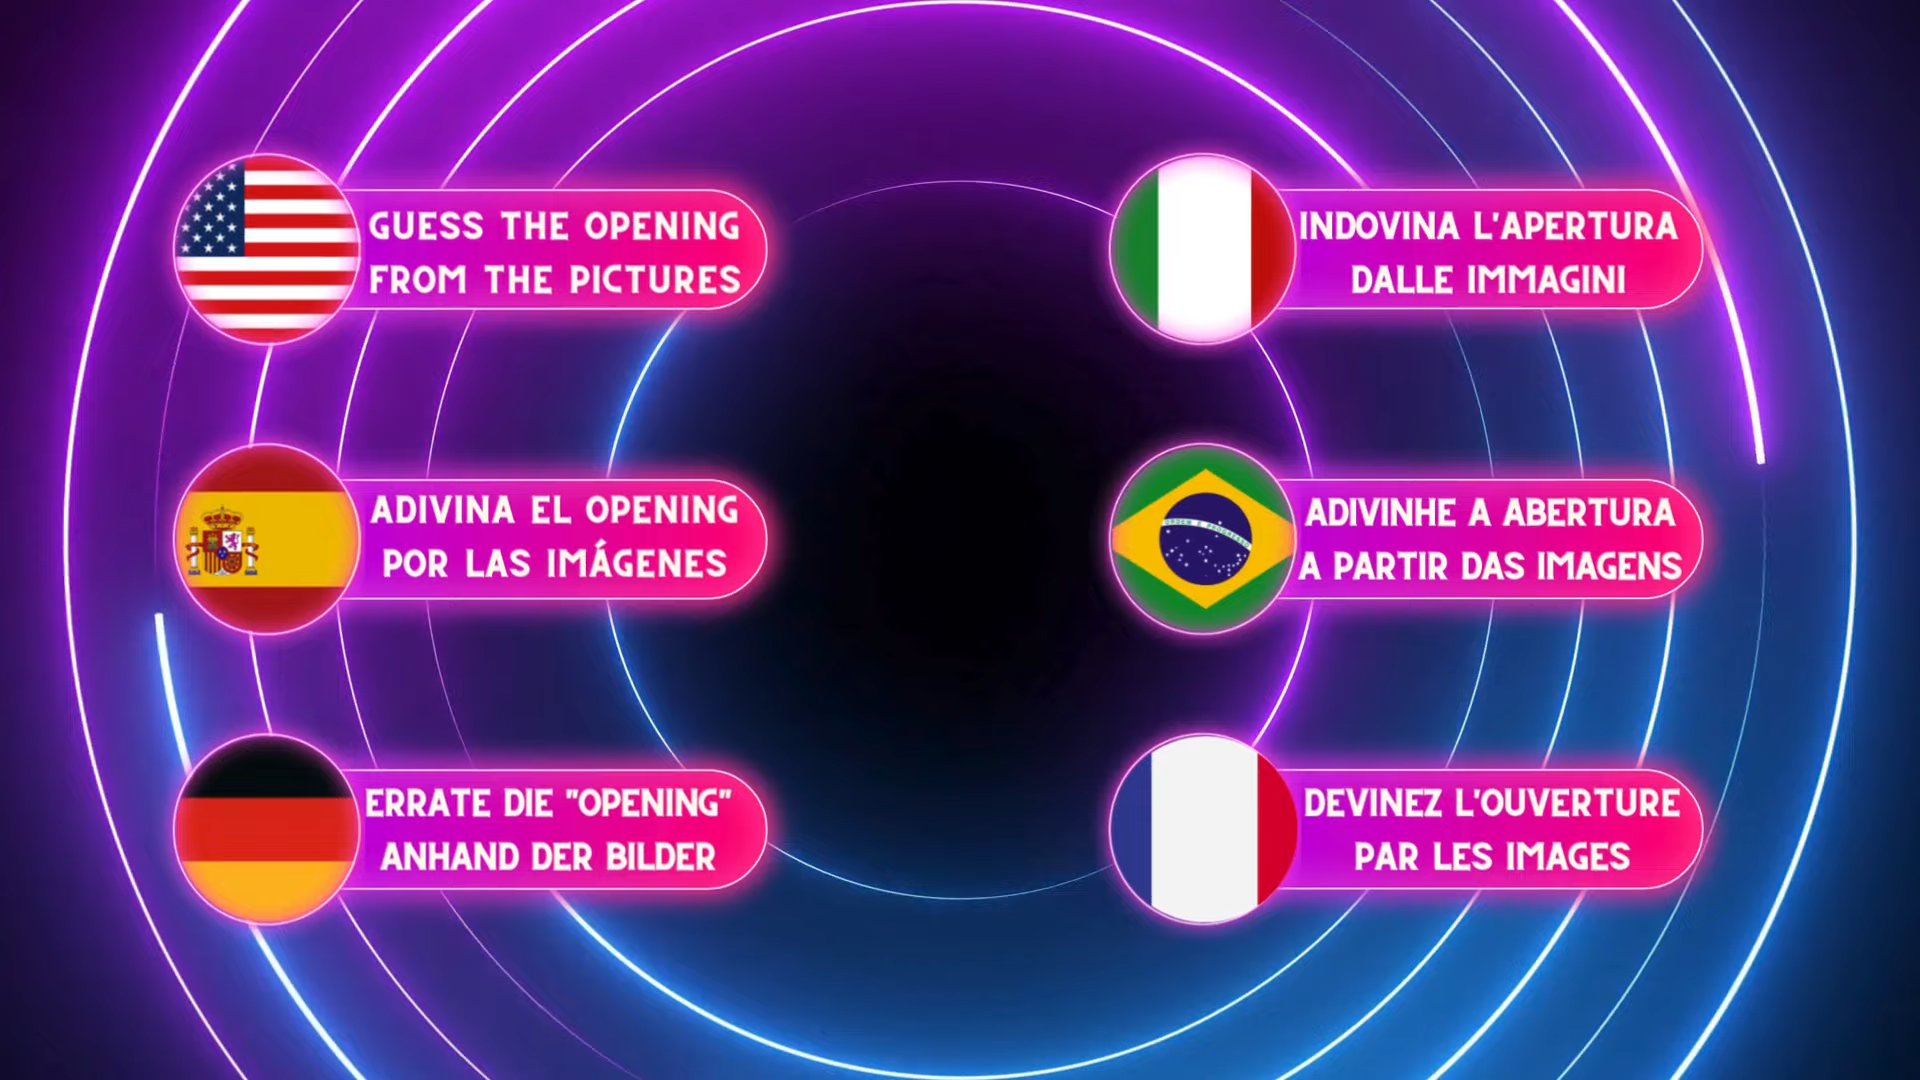 GUESS THE OPENING
FROM THE PICTURES
INDOVINA L'APERTURA
DALLE IMMAGINI
ADIVINA EL OPENING
POR LAS IMÁGENES
ADIVINHE A ABERTURA
A PARTIR DAS IMAGENS
ERRATE DIE "OPENING"
ANHAND DER BILDER
DEVINEZ L'OUVERTURE
PAR LES IMAGES